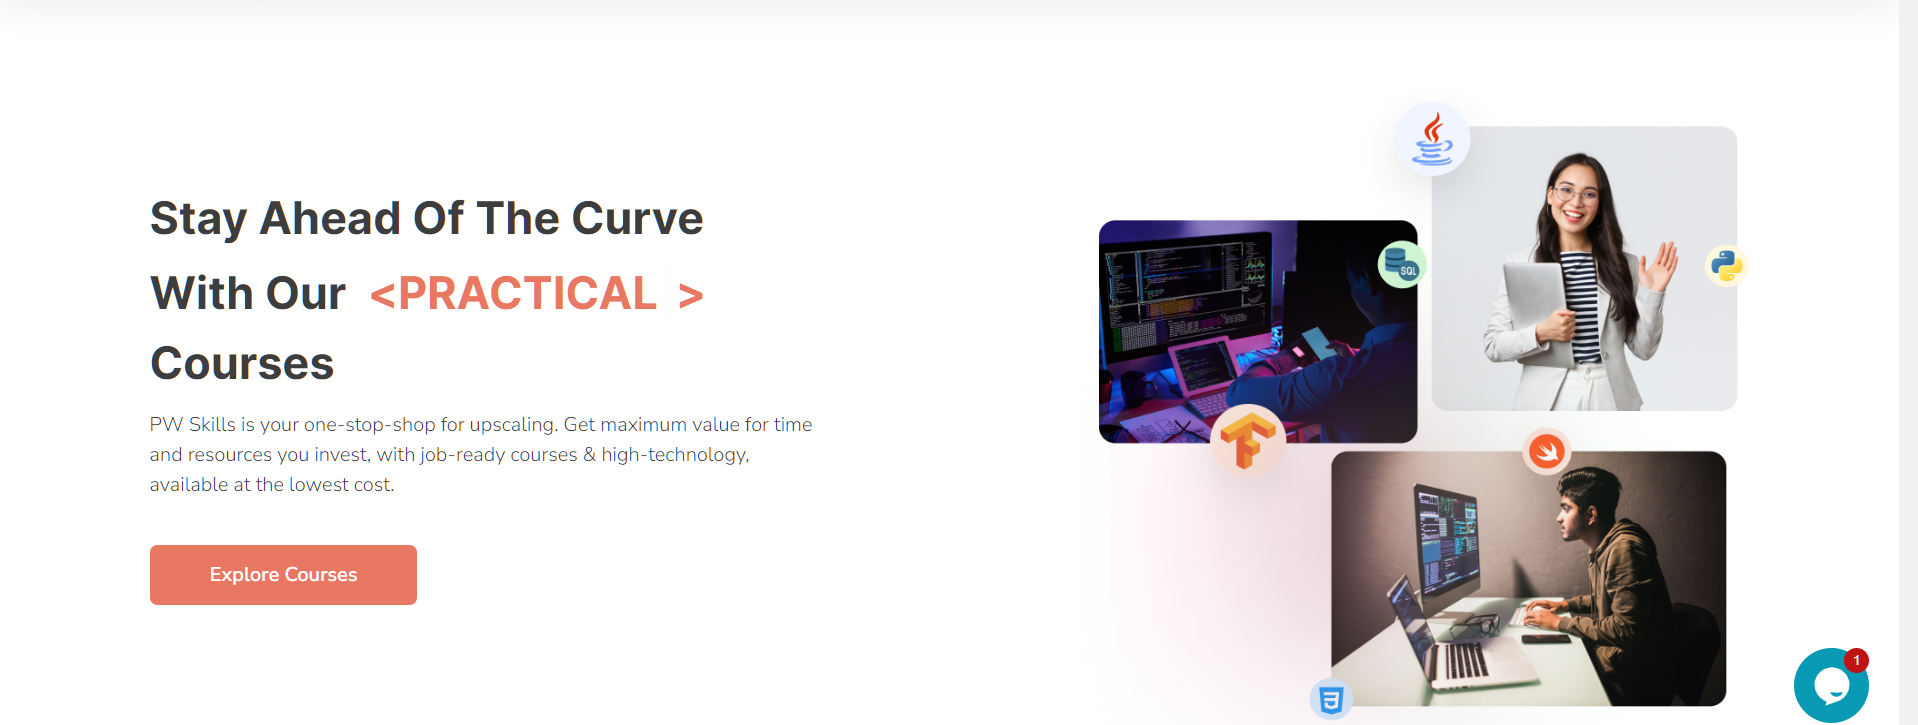 Stay Ahead Of The Curve
With Our <PRACTICAL >
Courses
PW Skills is your one-stop-shop for upscaling. Get maximum value for time
and resources you invest, with job-ready courses & high-technology,
available at the lowest cost.
Explore Courses
SQL
1